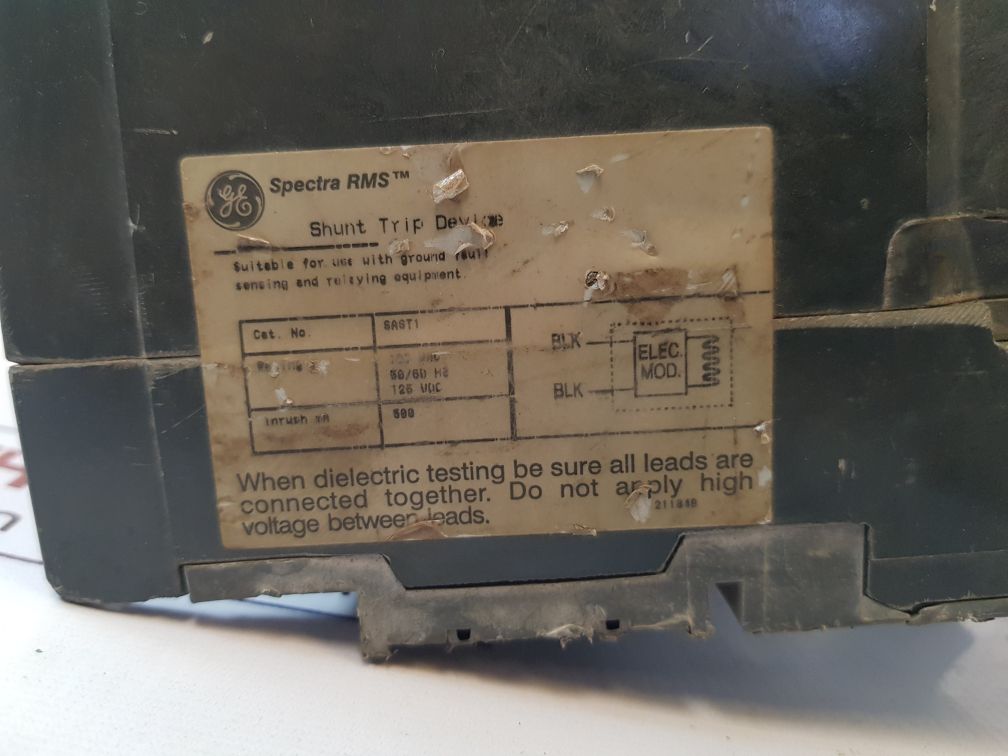 GE Spectra RMS™
Shunt Trip Device
Suitable for use with ground fault
sensing and relaying equipment.
Cat. No. SAST1
VAC
50/60 Hz
125 VDC
Inrush mA 500
BLK
BLK
ELEC.
MOD.
When dielectric testing be sure all leads are
connected together. Do not apply high
voltage between leads.